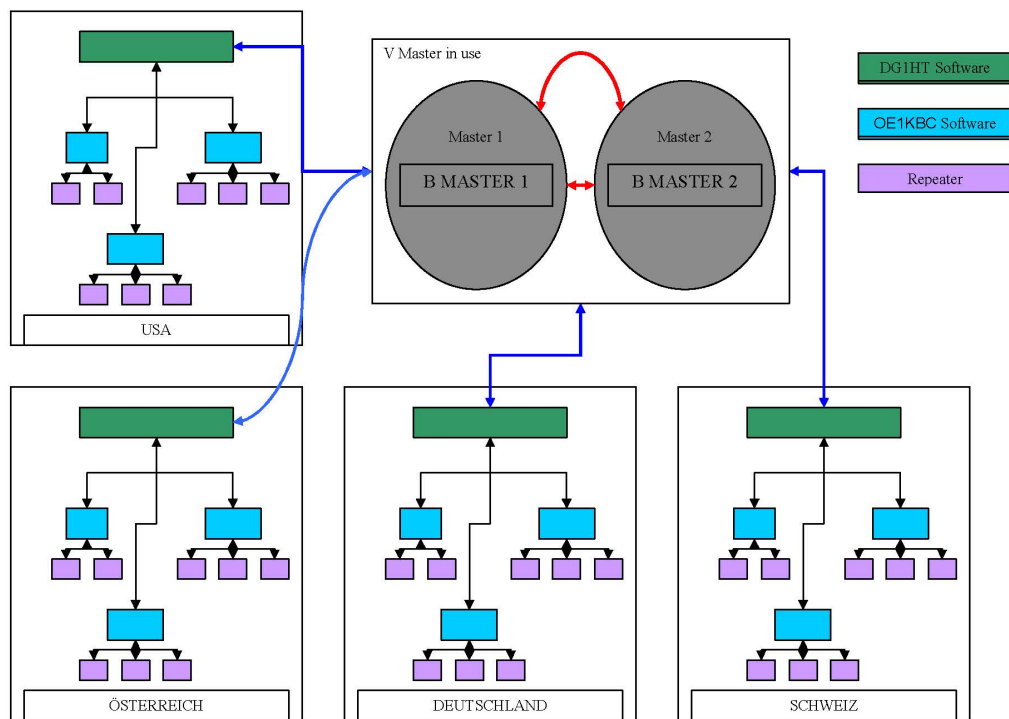 V Master in use
Master 1
Master 2
B MASTER 1
B MASTER 2
DG1HT Software
OE1KBC Software
Repeater
USA
ÖSTERREICH
DEUTSCHLAND
SCHWEIZ